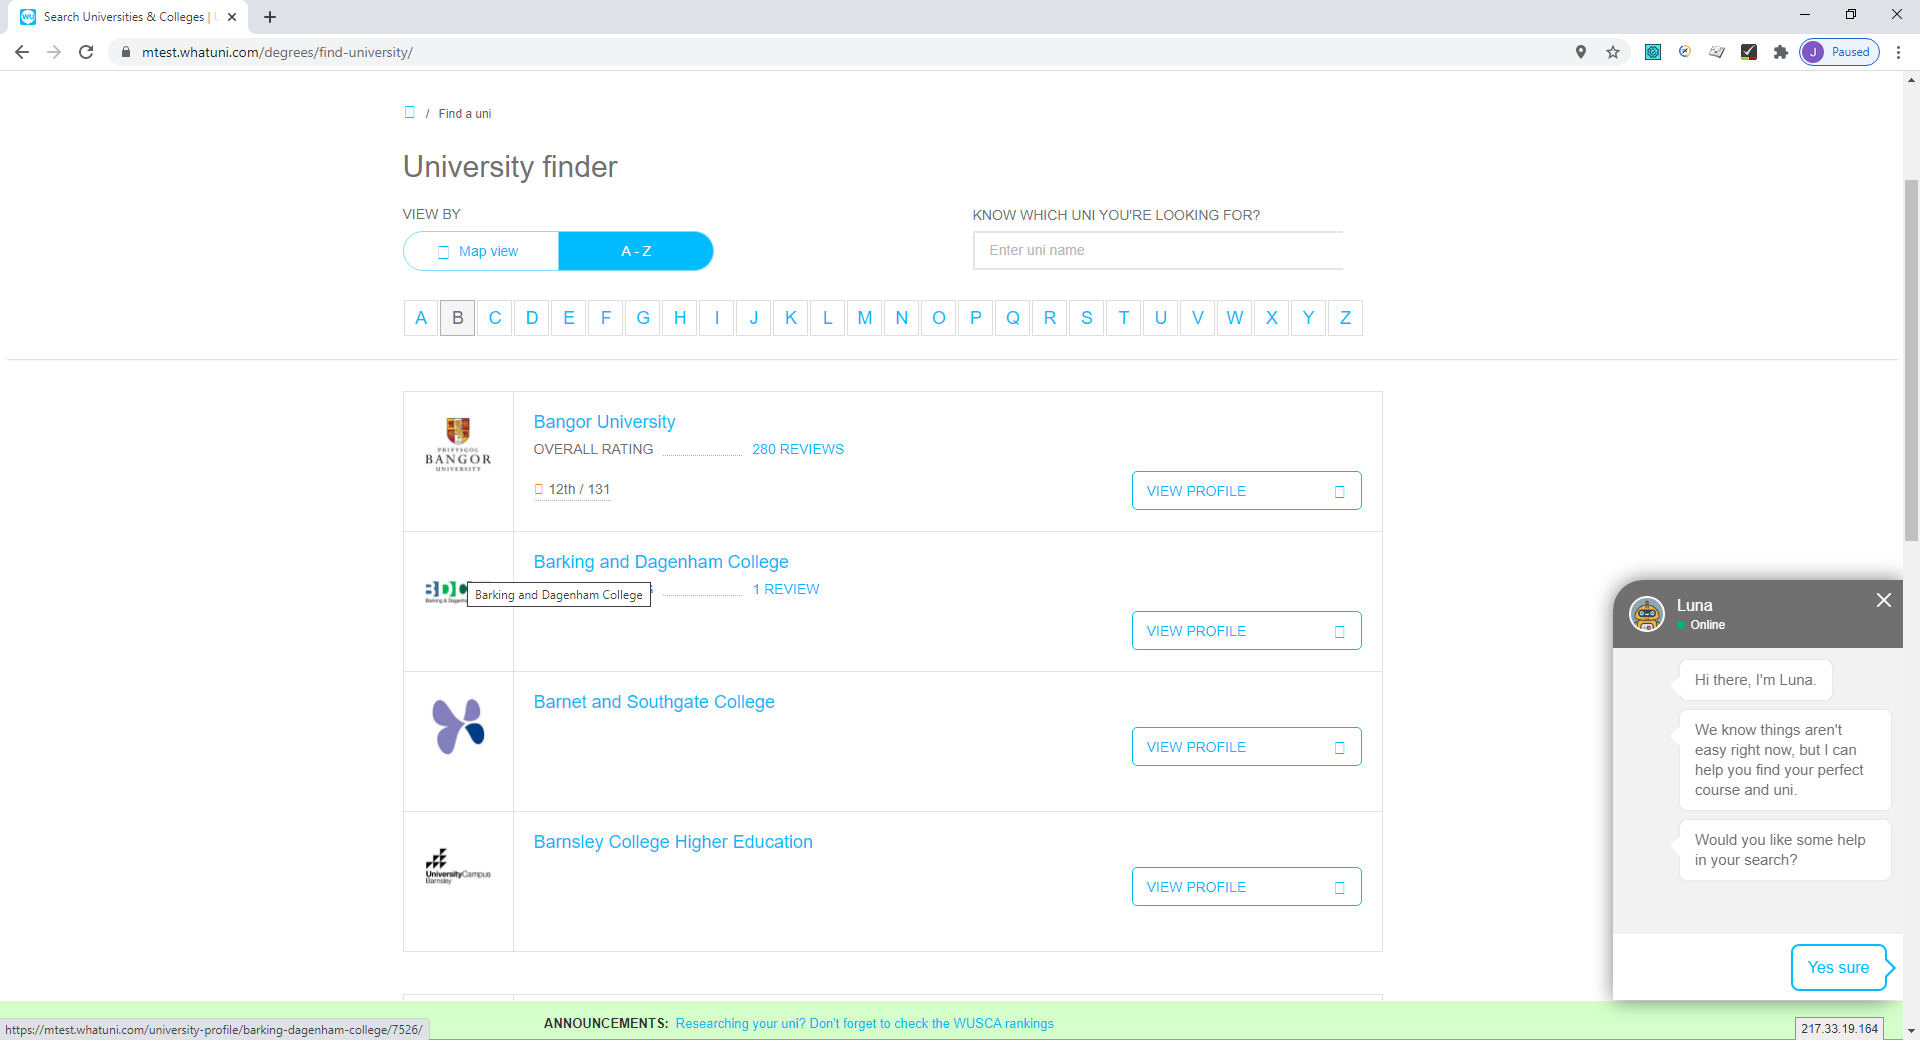 Search Universities & Colleges |
mtest.whatuni.com/degrees/find-university/
J Paused
/ Find a uni
University finder
VIEW BY
KNOW WHICH UNI YOU'RE LOOKING FOR?
Map view
A - Z
Enter uni name
A B C D E F G H I J K L M N O P Q R S T U V W X Y Z
PRIFYSGOL
BANGOR
UNIVERSITY
Bangor University
OVERALL RATING 280 REVIEWS
12th / 131
VIEW PROFILE
Barking and Dagenham College
Barking and Dagenham College
1 REVIEW
VIEW PROFILE
Barnet and Southgate College
VIEW PROFILE
UniversityCampus
Barnsley
Barnsley College Higher Education
VIEW PROFILE
Luna
Online
Hi there, I'm Luna.
We know things aren't
easy right now, but I can
help you find your perfect
course and uni.
Would you like some help
in your search?
Yes sure
ANNOUNCEMENTS: Researching your uni? Don't forget to check the WUSCA rankings
https://mtest.whatuni.com/university-profile/barking-dagenham-college/7526/
217.33.19.164